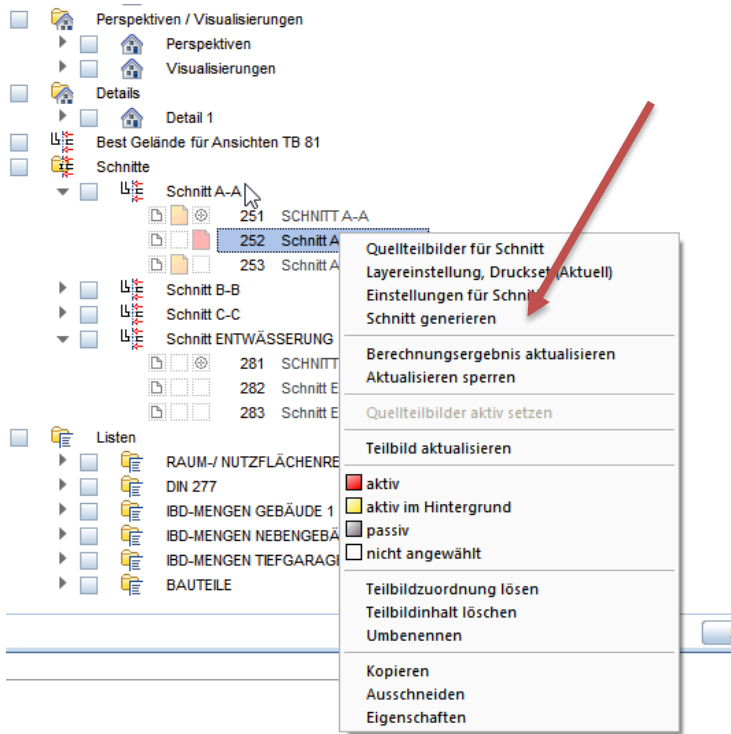 Perspektiven / Visualisierungen
Perspektiven
Visualisierungen
Details
Detail 1
Best Gelände für Ansichten TB 81
Schnitte
Schnitt A-A
251 SCHNITT A-A
252 Schnitt A
253 Schnitt A
Schnitt B-B
Schnitt C-C
Schnitt ENTWÄSSERUNG
281 SCHNITT
282 Schnitt E
283 Schnitt E
Listen
RAUM-/ NUTZFLÄCHENRE
DIN 277
IBD-MENGEN GEBÄUDE 1
IBD-MENGEN NEBENGEBÄ
IBD-MENGEN TIEFGARAGE
BAUTEILE
Quellteilbilder für Schnitt
Layereinstellung, Druckset (Aktuell)
Einstellungen für Schnitt
Schnitt generieren
Berechnungsergebnis aktualisieren
Aktualisieren sperren
Quellteilbilder aktiv setzen
Teilbild aktualisieren
aktiv
aktiv im Hintergrund
passiv
nicht angewählt
Teilbildzuordnung lösen
Teilbildinhalt löschen
Umbenennen
Kopieren
Ausschneiden
Eigenschaften